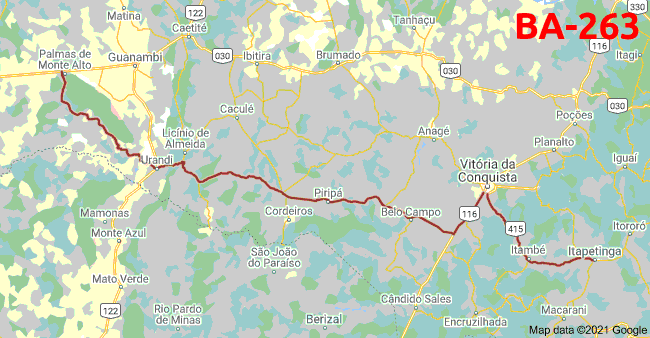 BA-263
Matina
122
Caetité
Tanhaçu
330
116
Itagi
Palmas de
Monte Alto
Guanambi
030
Ibitira
Brumado
030
030
Caculé
Poções
Licínio de
Almeida
Anagé
Planalto
Urandi
Vitória da
Conquista
Iguaí
Piripá
Mamonas
Cordeiros
Belo Campo
116
415
Itororó
Monte Azul
Itambé
Itapetinga
São João
do Paraíso
Mato Verde
122
Rio Pardo
de Minas
Cândido Sales
Macarani
Berizal
Encruzilhada
Map data ©2021 Google